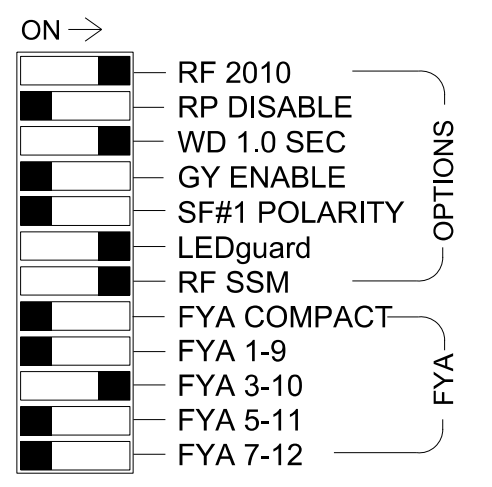 ON →
RF 2010
RP DISABLE
WD 1.0 SEC
GY ENABLE
SF#1 POLARITY
LEDguard
RF SSM
OPTIONS
FYA COMPACT
FYA 1-9
FYA 3-10
FYA 5-11
FYA 7-12
FYA